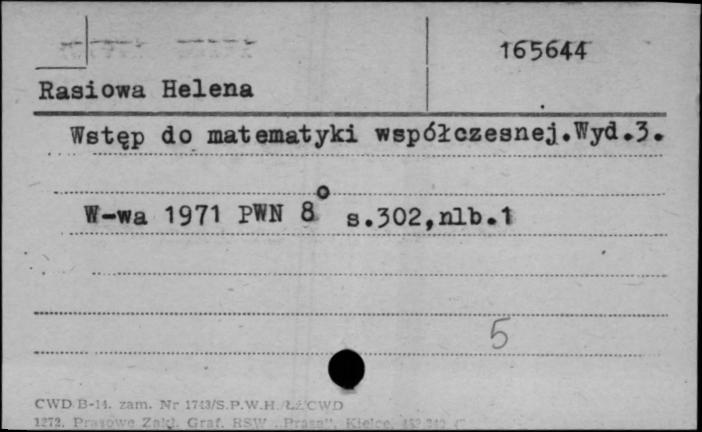 165644
Rasiowa Helena
Wstęp do matematyki współczesnej.Wyd.3.
W-wa 1971 PWN 8° s.302,nlb.1
5
CWD B-14. zam. Nr 1743/S.P.W.H./ŁŻ/CWD
1272. Prasowe Zakł. Graf. RSW „Prasa”, Kielce,